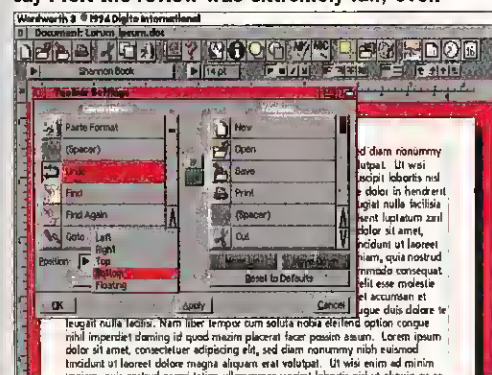 say I felt the review was extremely fair, even
Wordworth 3 © 1994 Digita International
Document: Lorum_Ipsum.dot
Shannon Book 14 pt
Toolbar Settings
Paste Format
(Spacer)
Undo
Find
Find Again
Goto
New
Open
Save
Print
(Spacer)
Cut
Left
Right
Position: Top
Bottom
Floating
Reset to Defaults
OK Apply Cancel
ed diam nonummy
lutpat. Ut wisi
uscipit lobortis nisl
e dolor in hendrerit
giat nulla facilisis
sent luptatum zzril
dolor sit amet,
ncidunt ut laoreet
niam, quis nostrud
mmodo consequat
velit esse molestie
et accumsan et
ugue duis dolore te
feugait nulla facilisi. Nam liber tempor cum soluta nobis eleifend option congue
nihil imperdiet doming id quod mazim placerat facer possim assum. Lorem ipsum
dolor sit amet, consectetuer adipiscing elit, sed diam nonummy nibh euismod
tincidunt ut laoreet dolore magna aliquam erat volutpat. Ut wisi enim ad minim